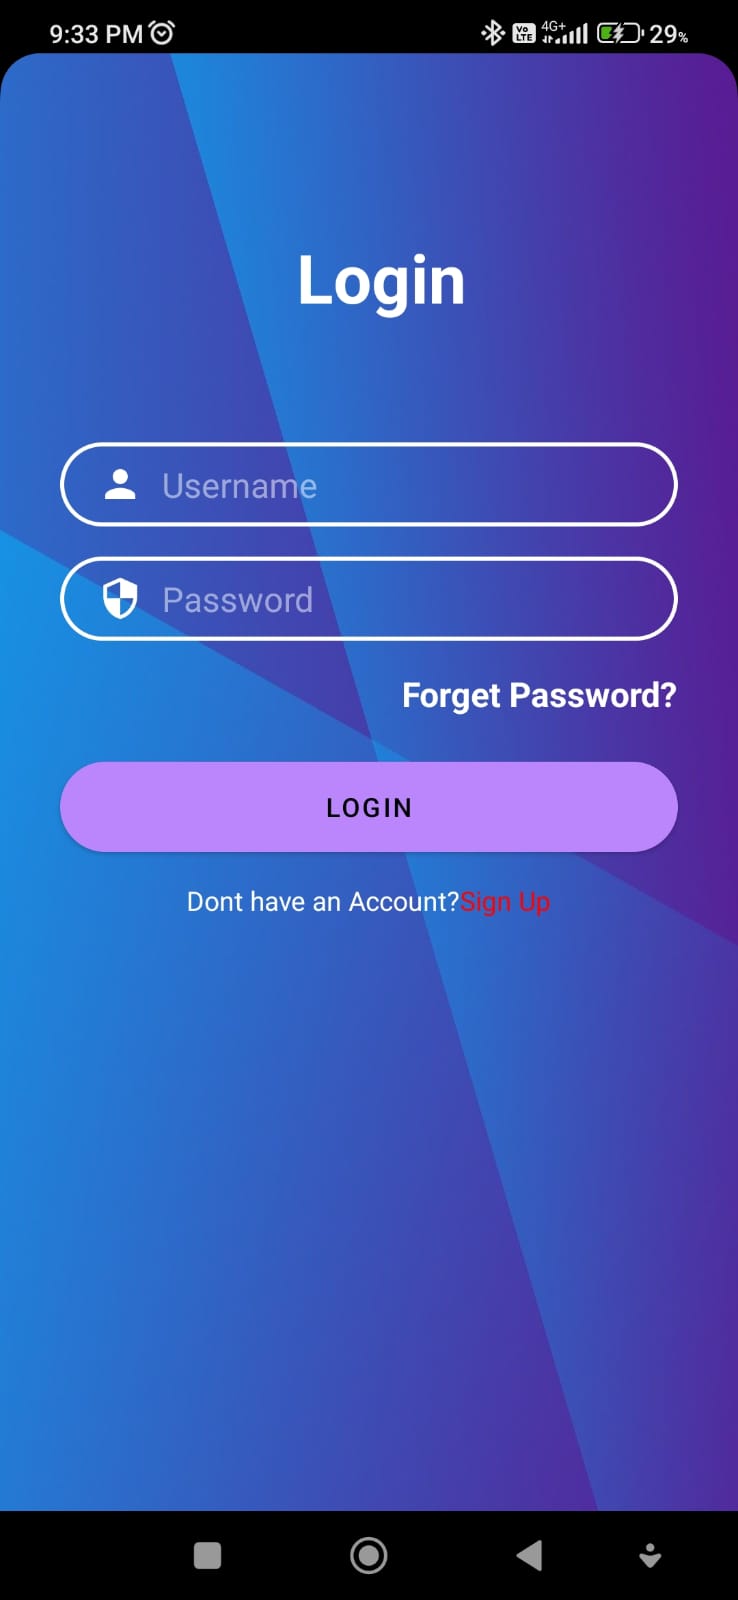 9:33 PM Vo LTE 4G+ 29%
Login
Username
Password
Forget Password?
LOGIN
Dont have an Account?Sign Up